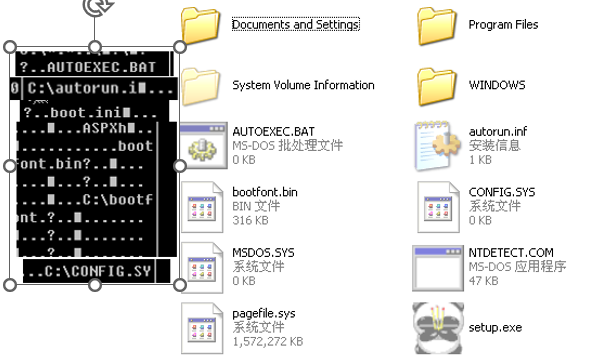 ?..AUTOEXEC.BAT
0 C:\autorun.i■...
?..boot.ini■...
....■...ASPXh■..
............boot
font.bin?..■...
....■...?..■...
....■...C:\bootf
ont.?..■.......
■...?..■.......
...C:\CONFIG.SY
Documents and Settings
Program Files
System Volume Information
WINDOWS
AUTOEXEC.BAT
MS-DOS 批处理文件
0 KB
autorun.inf
安装信息
1 KB
bootfont.bin
BIN 文件
316 KB
CONFIG.SYS
系统文件
0 KB
MSDOS.SYS
系统文件
0 KB
NTDETECT.COM
MS-DOS 应用程序
47 KB
pagefile.sys
系统文件
1,572,272 KB
setup.exe